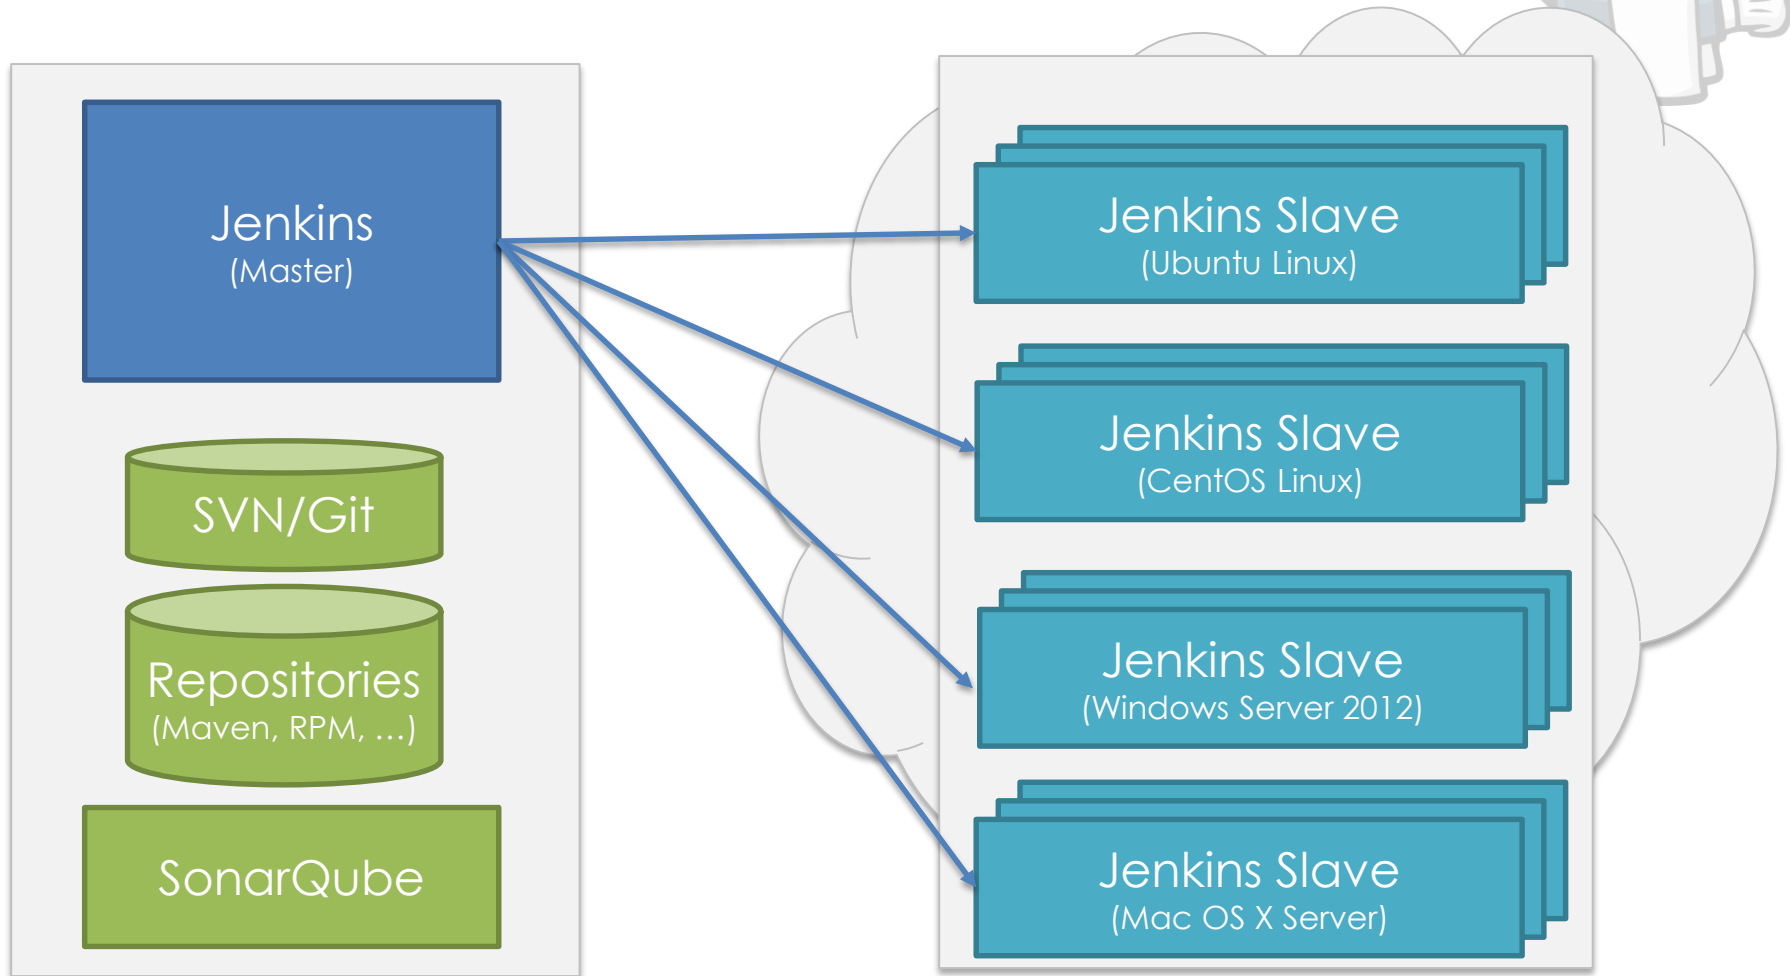 Jenkins
(Master)
SVN/Git
Repositories
(Maven, RPM, ...)
SonarQube
Jenkins Slave
(Ubuntu Linux)
Jenkins Slave
(CentOS Linux)
Jenkins Slave
(Windows Server 2012)
Jenkins Slave
(Mac OS X Server)